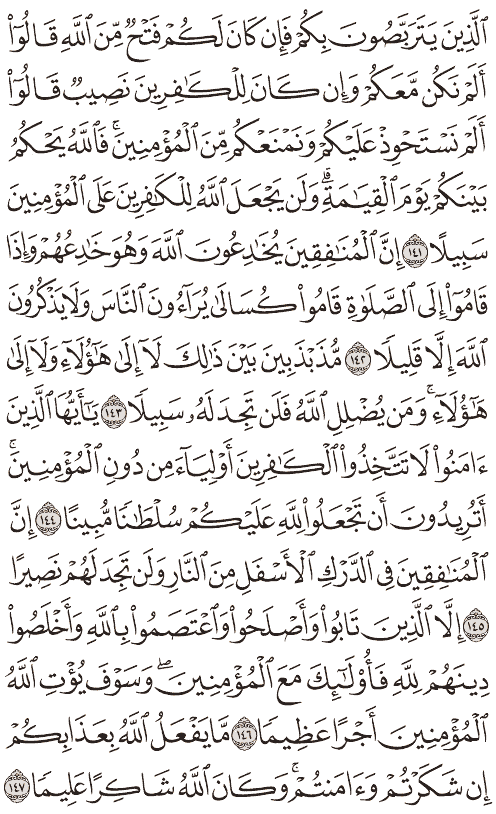 ٱلَّذِينَ يَتَرَبَّصُونَ بِكُمْ فَإِن كَانَ لَكُمْ فَتْحٌ مِّنَ ٱللَّهِ قَالُوٓا۟
أَلَمْ نَكُن مَّعَكُمْ وَإِن كَانَ لِلْكَٰفِرِينَ نَصِيبٌ قَالُوٓا۟
أَلَمْ نَسْتَحْوِذْ عَلَيْكُمْ وَنَمْنَعْكُم مِّنَ ٱلْمُؤْمِنِينَ ۚ فَٱللَّهُ يَحْكُمُ
بَيْنَكُمْ يَوْمَ ٱلْقِيَٰمَةِ ۗ وَلَن يَجْعَلَ ٱللَّهُ لِلْكَٰفِرِينَ عَلَى ٱلْمُؤْمِنِينَ
سَبِيلًا ١٤١ إِنَّ ٱلْمُنَٰفِقِينَ يُخَٰدِعُونَ ٱللَّهَ وَهُوَ خَٰدِعُهُمْ وَإِذَا
قَامُوٓا۟ إِلَى ٱلصَّلَوٰةِ قَامُوا۟ كُسَالَىٰ يُرَآءُونَ ٱلنَّاسَ وَلَا يَذْكُرُونَ
ٱللَّهَ إِلَّا قَلِيلًا ١٤٢ مُّذَبْذَبِينَ بَيْنَ ذَٰلِكَ لَآ إِلَىٰ هَٰٓؤُلَآءِ وَلَآ إِلَىٰ
هَٰٓؤُلَآءِ ۚ وَمَن يُضْلِلِ ٱللَّهُ فَلَن تَجِدَ لَهُۥ سَبِيلًا ١٤٣ يَٰٓأَيُّهَا ٱلَّذِينَ
ءَامَنُوا۟ لَا تَتَّخِذُوا۟ ٱلْكَٰفِرِينَ أَوْلِيَآءَ مِن دُونِ ٱلْمُؤْمِنِينَ ۚ
أَتُرِيدُونَ أَن تَجْعَلُوا۟ لِلَّهِ عَلَيْكُمْ سُلْطَٰنًا مُّبِينًا ١٤٤ إِنَّ
ٱلْمُنَٰفِقِينَ فِى ٱلدَّرْكِ ٱلْأَسْفَلِ مِنَ ٱلنَّارِ وَلَن تَجِدَ لَهُمْ نَصِيرًا
١٤٥ إِلَّا ٱلَّذِينَ تَابُوا۟ وَأَصْلَحُوا۟ وَٱعْتَصَمُوا۟ بِٱللَّهِ وَأَخْلَصُوا۟
دِينَهُمْ لِلَّهِ فَأُو۟لَٰٓئِكَ مَعَ ٱلْمُؤْمِنِينَ ۖ وَسَوْفَ يُؤْتِ ٱللَّهُ
ٱلْمُؤْمِنِينَ أَجْرًا عَظِيمًا ١٤٦ مَّا يَفْعَلُ ٱللَّهُ بِعَذَابِكُمْ
إِن شَكَرْتُمْ وَءَامَنتُمْ ۚ وَكَانَ ٱللَّهُ شَاكِرًا عَلِيمًا ١٤٧